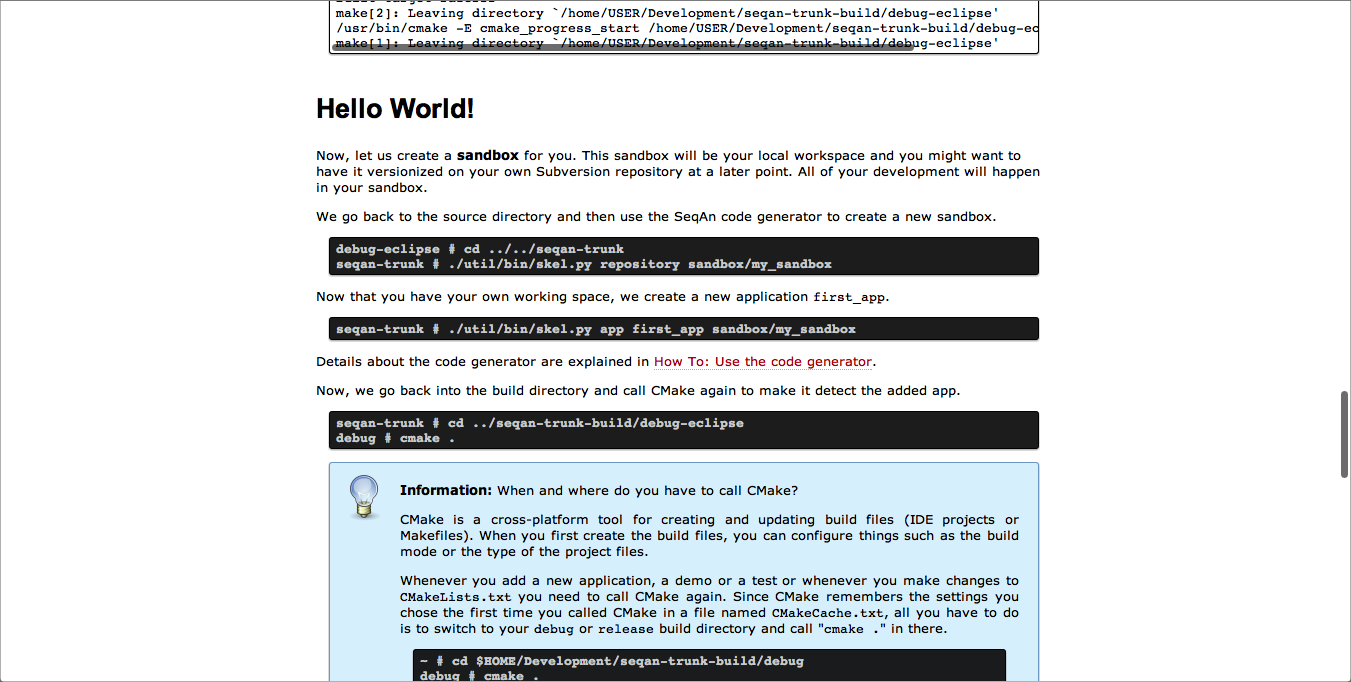 make[2]: Leaving directory `/home/USER/Development/seqan-trunk-build/debug-eclipse'
/usr/bin/cmake -E cmake_progress_start /home/USER/Development/seqan-trunk-build/debug-ec
make[1]: Leaving directory `/home/USER/Development/seqan-trunk-build/debug-eclipse'
Hello World!
Now, let us create a sandbox for you. This sandbox will be your local workspace and you might want to
have it versionized on your own Subversion repository at a later point. All of your development will happen
in your sandbox.
We go back to the source directory and then use the SeqAn code generator to create a new sandbox.
debug-eclipse # cd ../../seqan-trunk
seqan-trunk # ./util/bin/skel.py repository sandbox/my_sandbox
Now that you have your own working space, we create a new application first_app.
seqan-trunk # ./util/bin/skel.py app first_app sandbox/my_sandbox
Details about the code generator are explained in How To: Use the code generator.
Now, we go back into the build directory and call CMake again to make it detect the added app.
seqan-trunk # cd ../seqan-trunk-build/debug-eclipse
debug # cmake .
Information: When and where do you have to call CMake?
CMake is a cross-platform tool for creating and updating build files (IDE projects or
Makefiles). When you first create the build files, you can configure things such as the build
mode or the type of the project files.
Whenever you add a new application, a demo or a test or whenever you make changes to
CMakeLists.txt you need to call CMake again. Since CMake remembers the settings you
chose the first time you called CMake in a file named CMakeCache.txt, all you have to do
is to switch to your debug or release build directory and call "cmake ." in there.
~ # cd $HOME/Development/seqan-trunk-build/debug
debug # cmake .